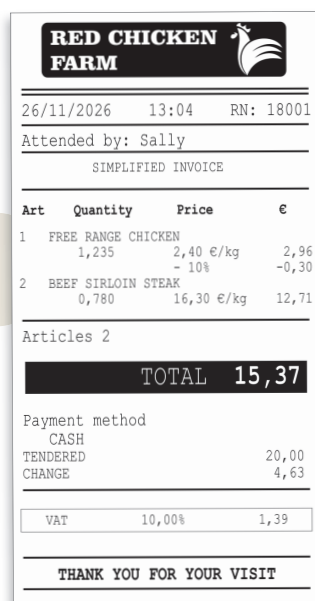 RED CHICKEN
FARM
26/11/2026 13:04 RN: 18001
Attended by: Sally
SIMPLIFIED INVOICE
Art Quantity Price €
1 FREE RANGE CHICKEN
1,235 2,40 €/kg 2,96
- 10% -0,30
2 BEEF SIRLOIN STEAK
0,780 16,30 €/kg 12,71
Articles 2
TOTAL 15,37
Payment method
CASH
TENDERED 20,00
CHANGE 4,63
VAT 10,00% 1,39
THANK YOU FOR YOUR VISIT